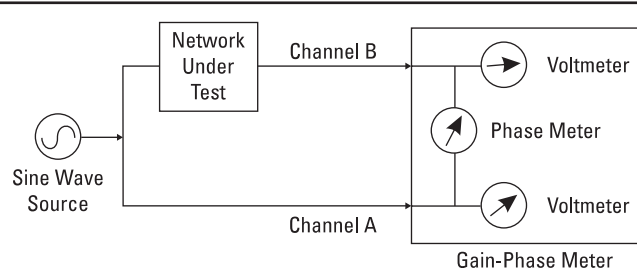 Network
Under
Test
Channel B
Voltmeter
Phase Meter
Sine Wave
Source
Channel A
Voltmeter
Gain-Phase Meter